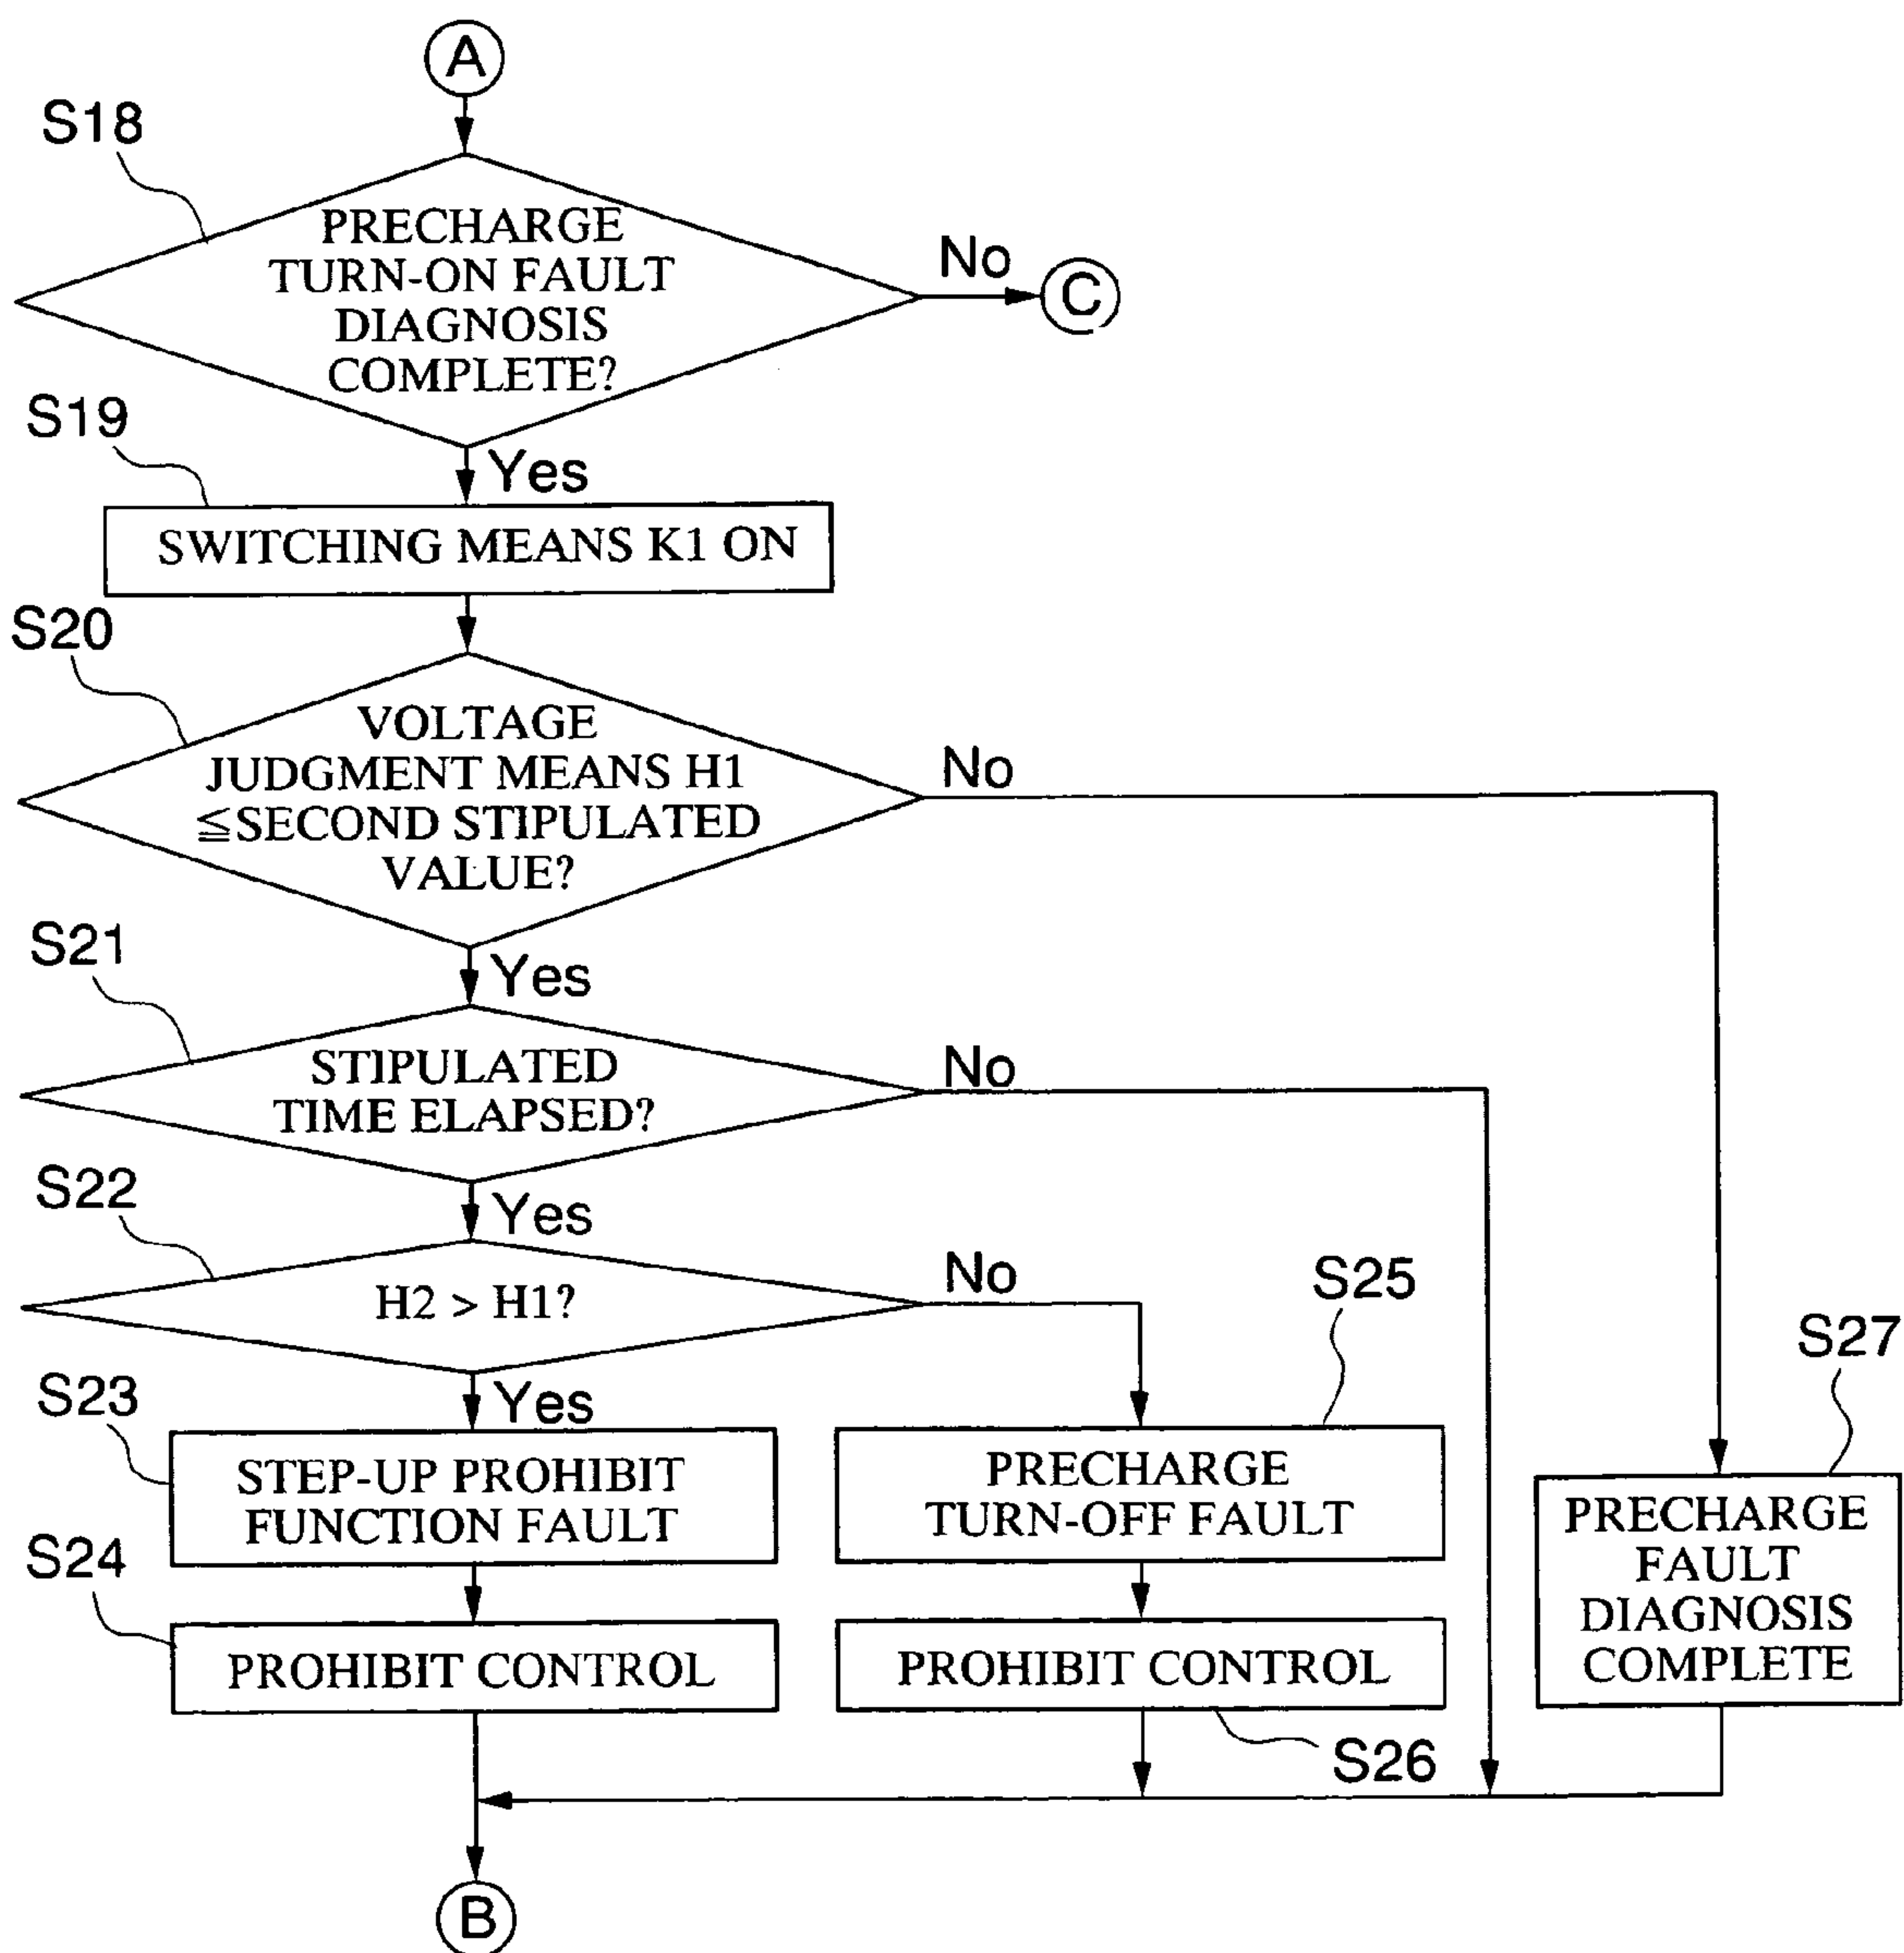 A
S18
PRECHARGE
TURN-ON FAULT
DIAGNOSIS
COMPLETE?
No
C
S19
Yes
SWITCHING MEANS K1 ON
S20
VOLTAGE
JUDGMENT MEANS H1
≦SECOND STIPULATED
VALUE?
No
S21
Yes
STIPULATED
TIME ELAPSED?
No
S22
Yes
H2 > H1?
No
S25
S27
S23
Yes
STEP-UP PROHIBIT
FUNCTION FAULT
PRECHARGE
TURN-OFF FAULT
PRECHARGE
FAULT
DIAGNOSIS
COMPLETE
S24
PROHIBIT CONTROL
PROHIBIT CONTROL
S26
B